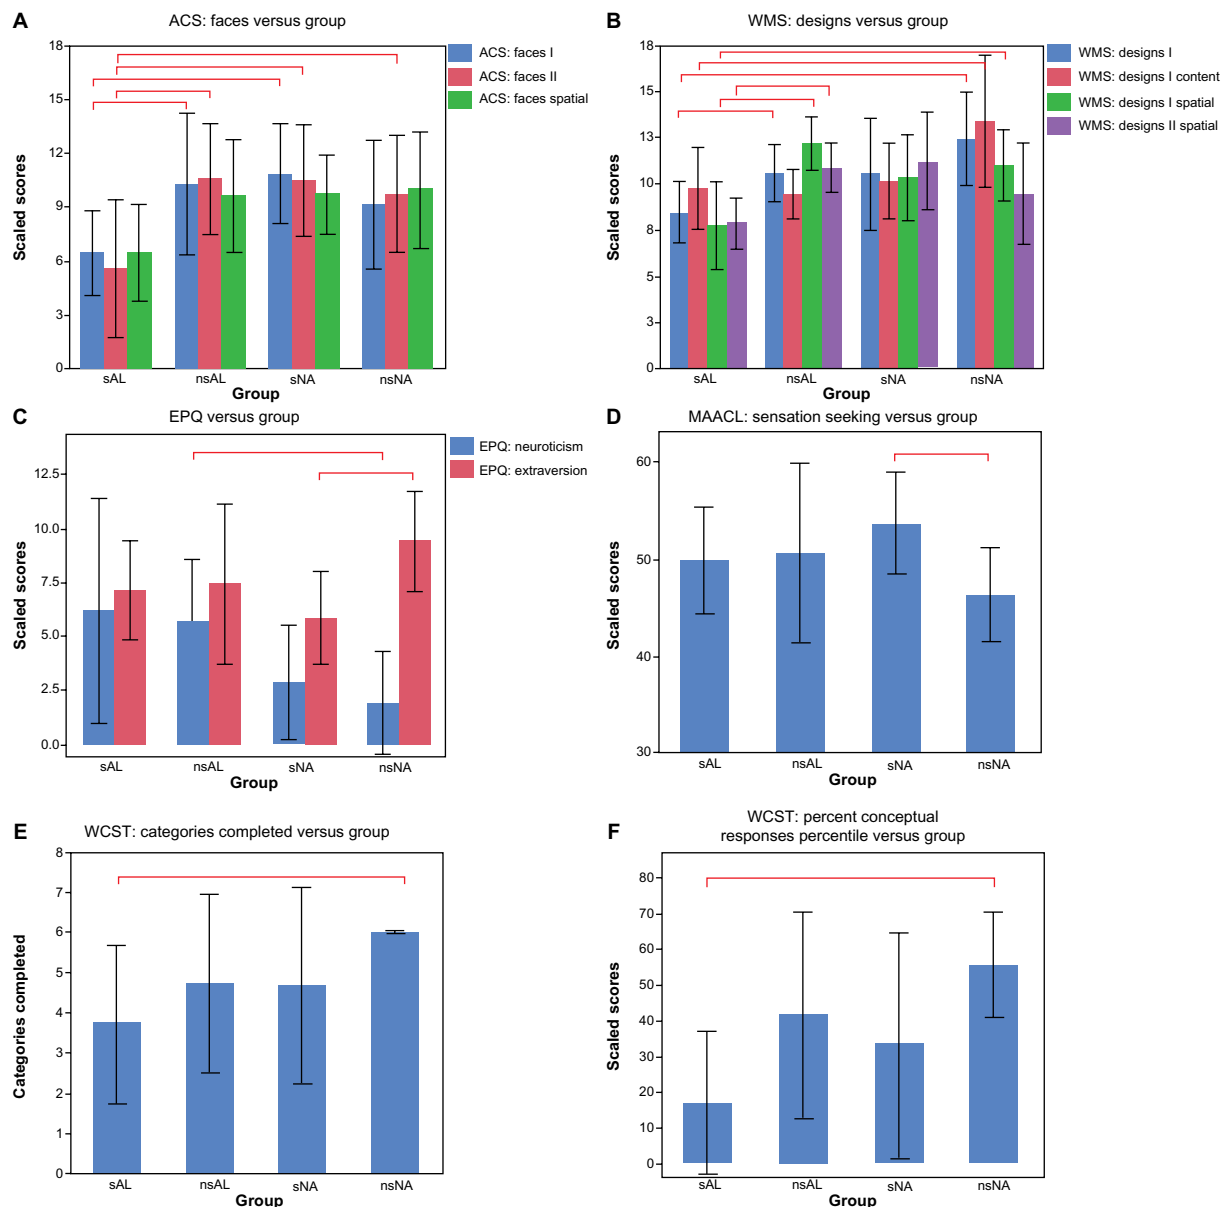 A
ACS: faces versus group
18
15
12
9
6
3
0
Scaled scores
sAL
nsAL
sNA
nsNA
Group
ACS: faces I
ACS: faces II
ACS: faces spatial
B
WMS: designs versus group
18
15
13
10
8
5
3
0
Scaled scores
sAL
nsAL
sNA
nsNA
Group
WMS: designs I
WMS: designs I content
WMS: designs I spatial
WMS: designs II spatial
C
EPQ versus group
12.5
10.0
7.5
5.0
2.5
0.0
Scaled scores
sAL
nsAL
sNA
nsNA
Group
EPQ: neuroticism
EPQ: extraversion
D
MAACL: sensation seeking versus group
60
50
40
30
Scaled scores
sAL
nsAL
sNA
nsNA
Group
E
WCST: categories completed versus group
8
7
6
5
4
3
2
1
0
Categories completed
sAL
nsAL
sNA
nsNA
Group
F
WCST: percent conceptual
responses percentile versus group
80
70
60
50
40
30
20
10
0
Scaled scores
sAL
nsAL
sNA
nsNA
Group